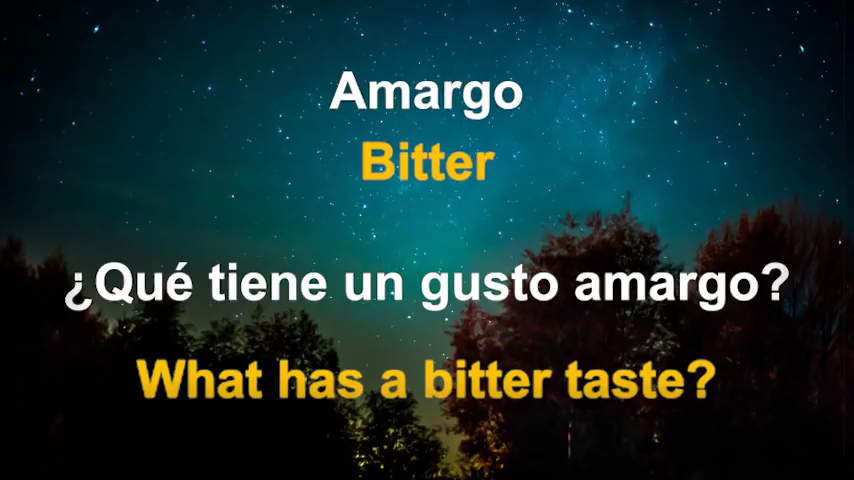 Amargo
Bitter
¿Qué tiene un gusto amargo?
What has a bitter taste?